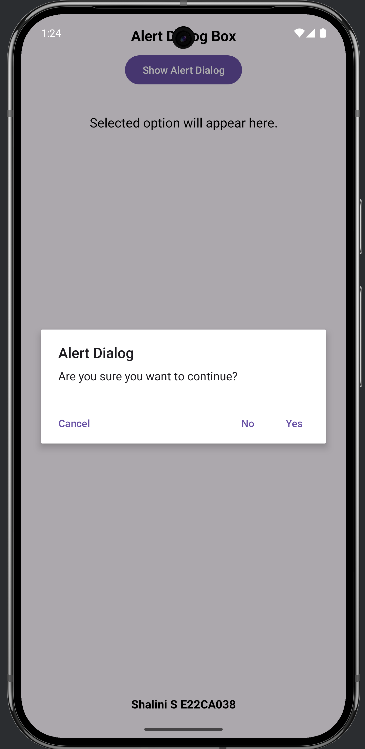 1:24
Alert Dialog Box
Show Alert Dialog
Selected option will appear here.
Alert Dialog
Are you sure you want to continue?
Cancel No Yes
Shalini S E22CA038